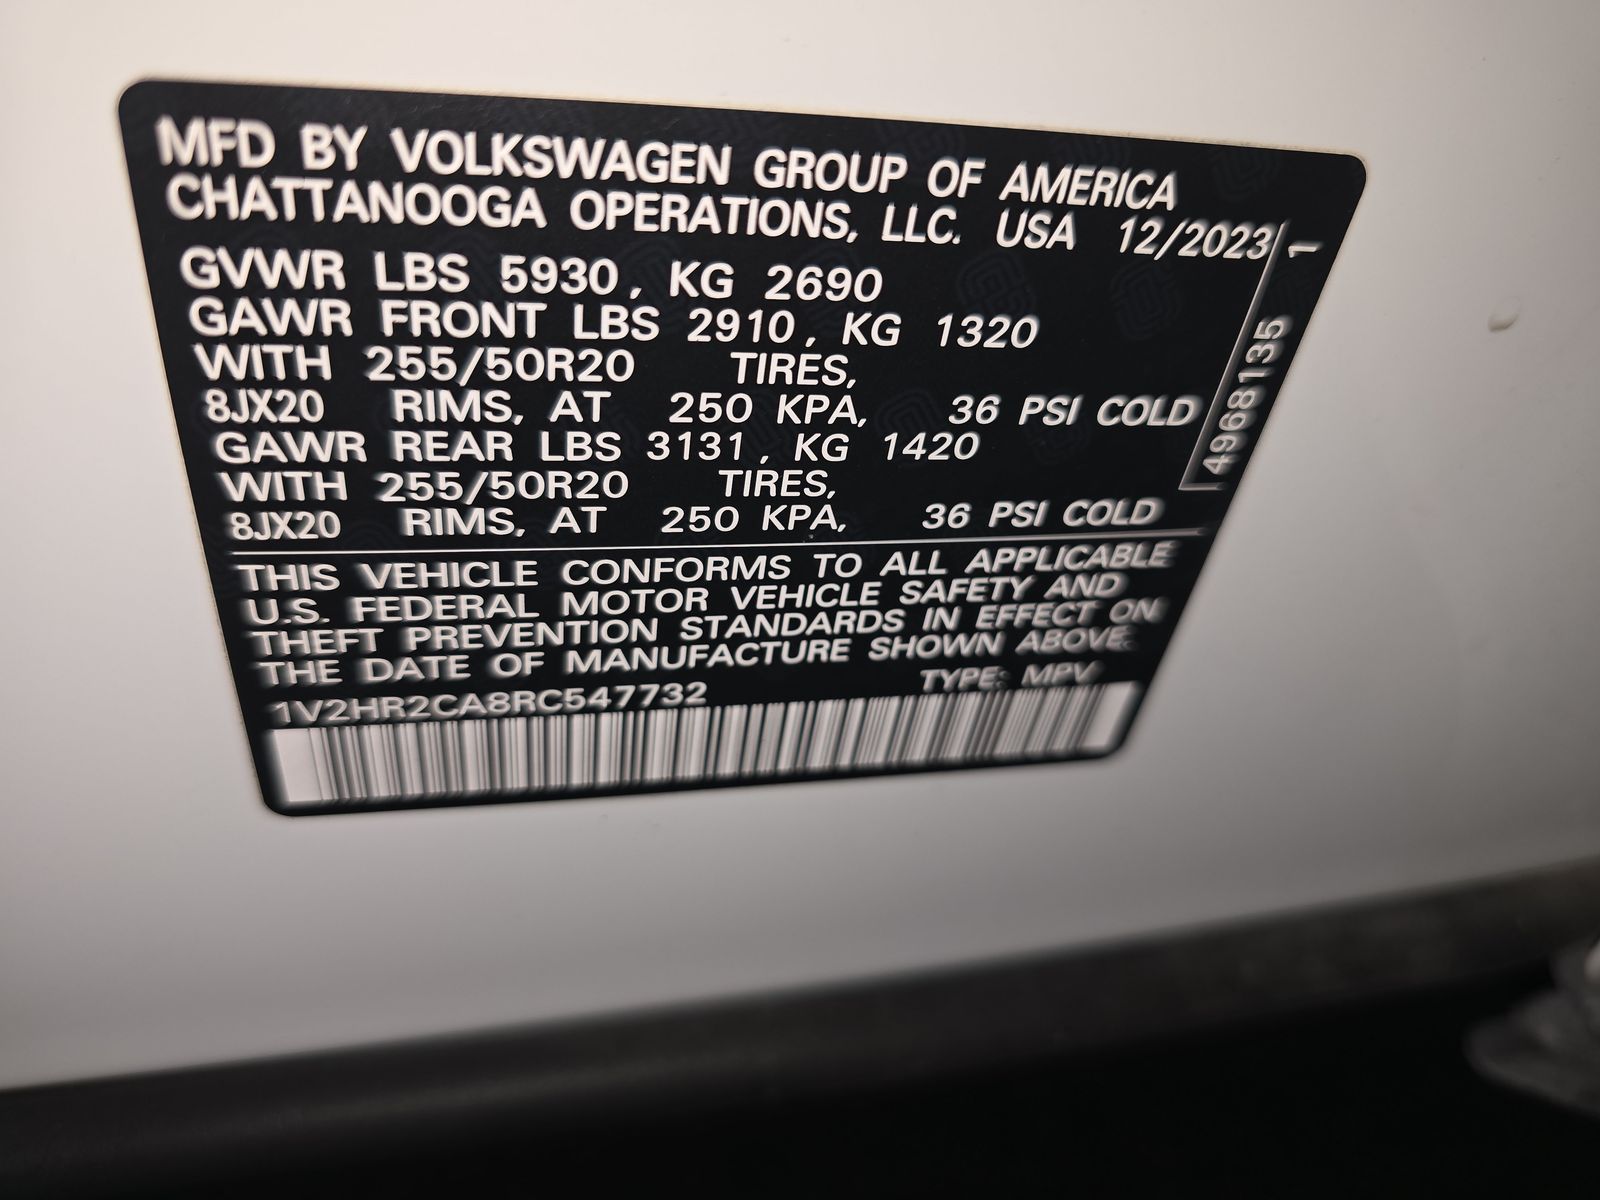 MFD BY VOLKSWAGEN GROUP OF AMERICA
CHATTANOOGA OPERATIONS, LLC. USA 12/2023
GVWR LBS 5930, KG 2690
GAWR FRONT LBS 2910, KG 1320
WITH 255/50R20 TIRES,
8JX20 RIMS, AT 250 KPA, 36 PSI COLD
GAWR REAR LBS 3131, KG 1420
WITH 255/50R20 TIRES,
8JX20 RIMS, AT 250 KPA, 36 PSI COLD
4968135 1
THIS VEHICLE CONFORMS TO ALL APPLICABLE
U.S. FEDERAL MOTOR VEHICLE SAFETY AND
THEFT PREVENTION STANDARDS IN EFFECT ON
THE DATE OF MANUFACTURE SHOWN ABOVE.
1V2HR2CA8RC547732 TYPE: MPV